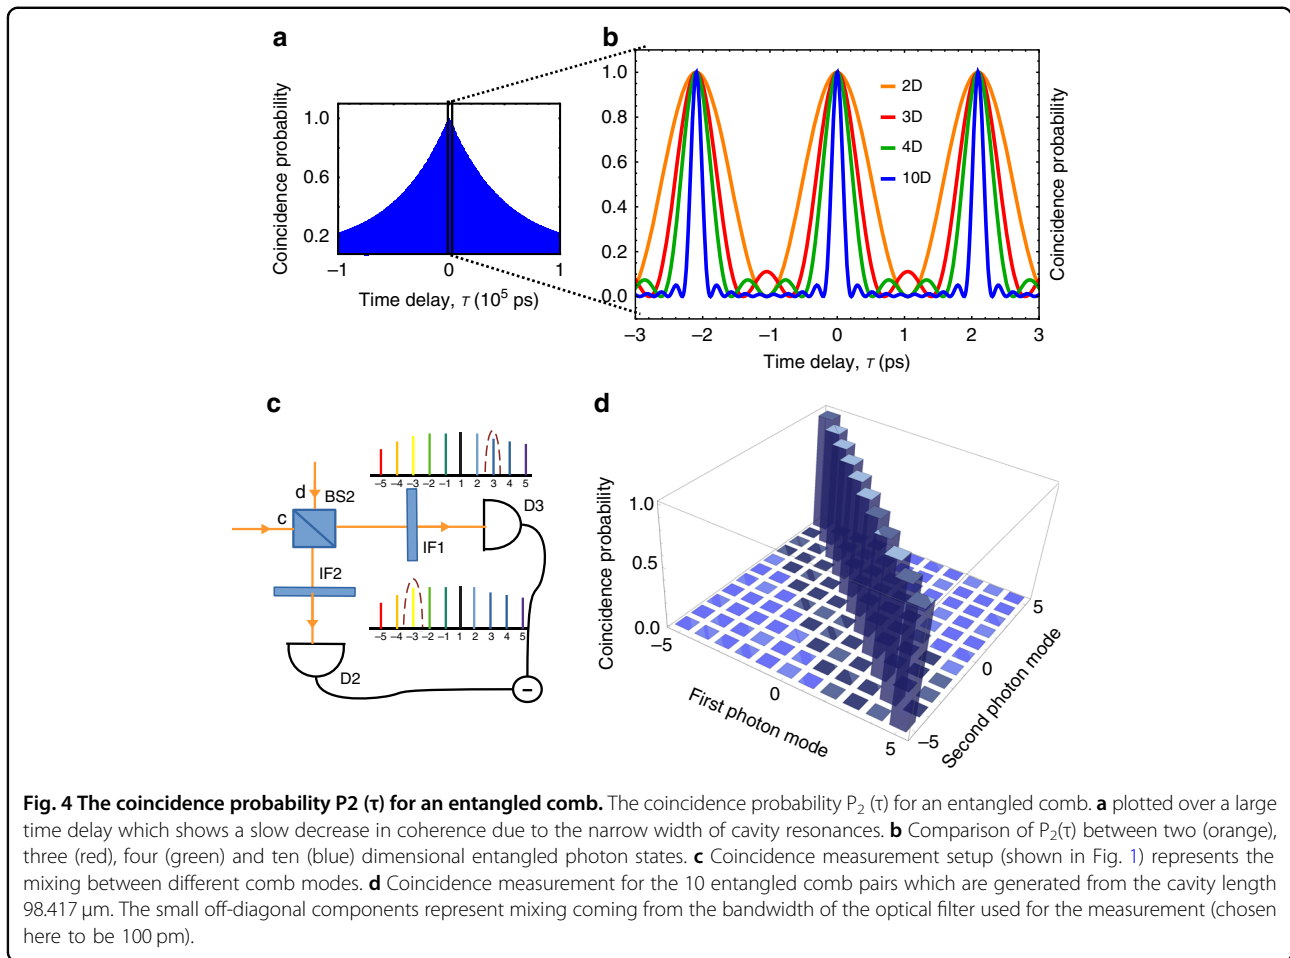 a
Coincidence probability
1.0
0.6
0.2
−1
0
1
Time delay, τ (10⁵ ps)
b
1.0
0.8
0.6
0.4
0.2
0.0
2D
3D
4D
10D
−3
−2
−1
0
1
2
3
Time delay, τ (ps)
Coincidence probability
c
−5 −4 −3 −2 −1 1 2 3 4 5
d
BS2
c
D3
IF1
IF2
−5 −4 −3 −2 −1 1 2 3 4 5
D2
−
d
Coincidence probability
1.0
0.5
0.0
−5
0
5
First photon mode
−5
0
5
Second photon mode
Fig. 4 The coincidence probability P2 (τ) for an entangled comb. The coincidence probability P₂ (τ) for an entangled comb. a plotted over a large
time delay which shows a slow decrease in coherence due to the narrow width of cavity resonances. b Comparison of P₂(τ) between two (orange),
three (red), four (green) and ten (blue) dimensional entangled photon states. c Coincidence measurement setup (shown in Fig. 1) represents the
mixing between different comb modes. d Coincidence measurement for the 10 entangled comb pairs which are generated from the cavity length
98.417 μm. The small off-diagonal components represent mixing coming from the bandwidth of the optical filter used for the measurement (chosen
here to be 100 pm).